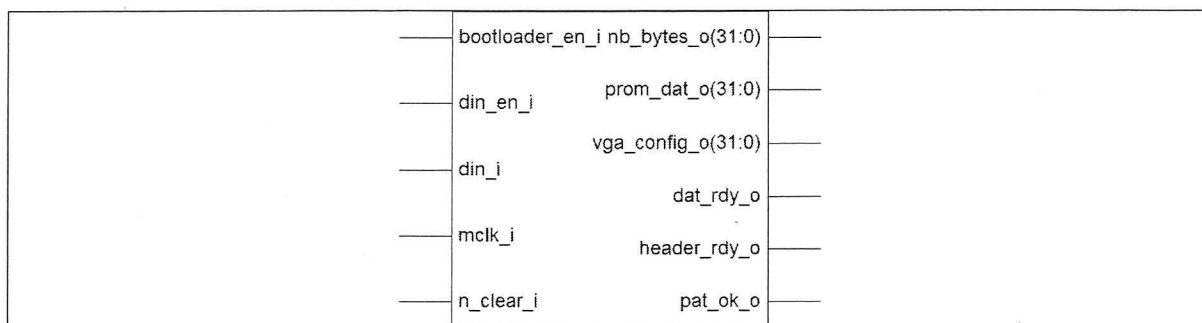 bootloader_en_i nb_bytes_o(31:0)
prom_dat_o(31:0)
din_en_i
vga_config_o(31:0)
din_i
dat_rdy_o
mclk_i
header_rdy_o
n_clear_i pat_ok_o